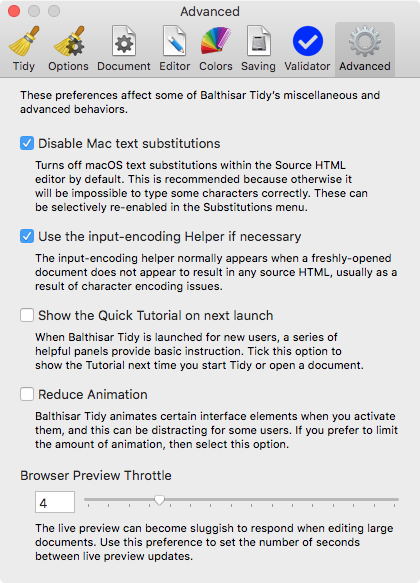 Advanced
Tidy Options Document Editor Colors Saving Validator Advanced
These preferences affect some of Balthisar Tidy's miscellaneous and
advanced behaviors.
Disable Mac text substitutions
Turns off macOS text substitutions within the Source HTML
editor by default. This is recommended because otherwise it
will be impossible to type some characters correctly. These can
be selectively re-enabled in the Substitutions menu.
Use the input-encoding Helper if necessary
The input-encoding helper normally appears when a freshly-opened
document does not appear to result in any source HTML, usually as a
result of character encoding issues.
Show the Quick Tutorial on next launch
When Balthisar Tidy is launched for new users, a series of
helpful panels provide basic instruction. Tick this option to
show the Tutorial next time you start Tidy or open a document.
Reduce Animation
Balthisar Tidy animates certain interface elements when you activate
them, and this can be distracting for some users. If you prefer to limit
the amount of animation, then select this option.
Browser Preview Throttle
4
The live preview can become sluggish to respond when editing large
documents. Use this preference to set the number of seconds
between live preview updates.